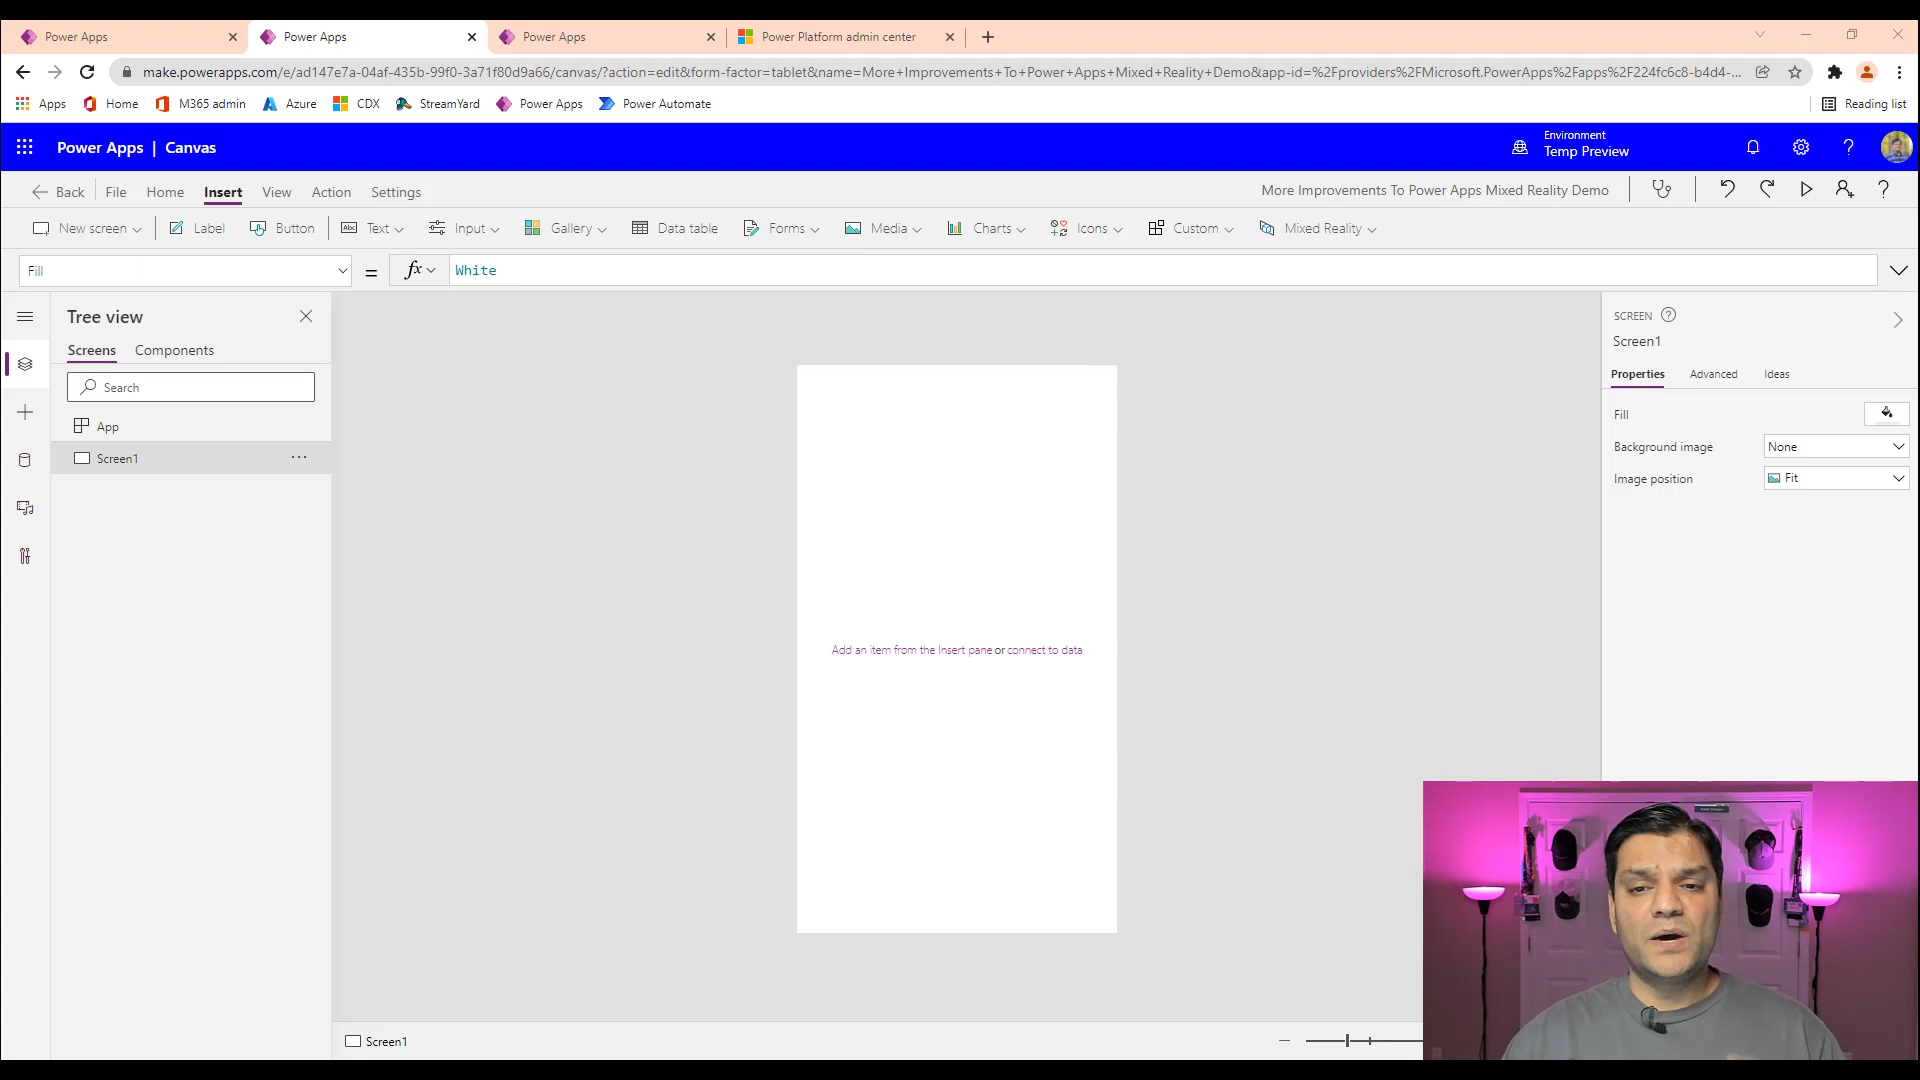 Power Apps
Power Apps
Power Apps
Power Platform admin center
make.powerapps.com/e/ad147e7a-04af-435b-99f0-3a71f80d9a66/canvas/?action=edit&form-factor=tablet&name=More+Improvements+To+Power+Apps+Mixed+Reality+Demo&app-id=%2Fproviders%2FMicrosoft.PowerApps%2Fapps%2F224fc6c8-b4d4-...
Apps Home M365 admin Azure CDX StreamYard Power Apps Power Automate Reading list
Power Apps | Canvas
Environment
Temp Preview
Back File Home Insert View Action Settings More Improvements To Power Apps Mixed Reality Demo
New screen Label Button Text Input Gallery Data table Forms Media Charts Icons Custom Mixed Reality
Fill = fx White
Tree view
Screens Components
Search
App
Screen1
Add an item from the Insert pane or connect to data
SCREEN
Screen1
Properties Advanced Ideas
Fill
Background image None
Image position Fit
Screen1